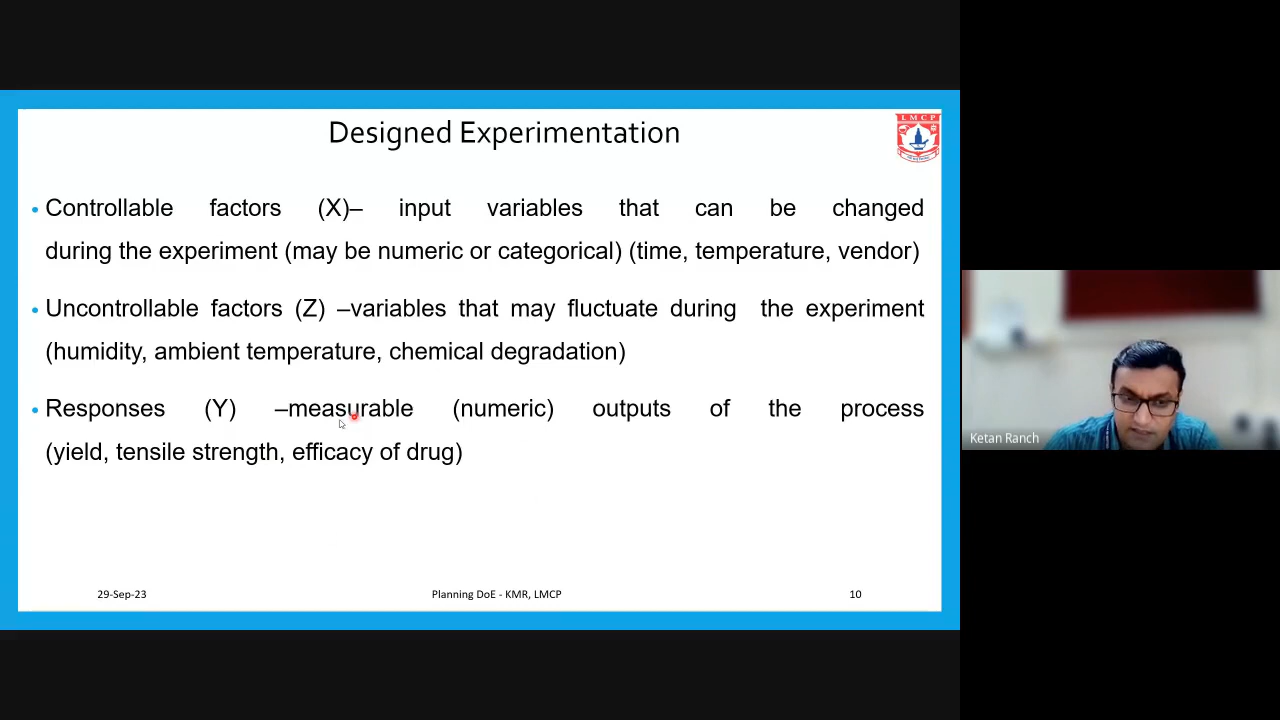 Designed Experimentation
LMCP
• Controllable factors (X)– input variables that can be changed
during the experiment (may be numeric or categorical) (time, temperature, vendor)
• Uncontrollable factors (Z) –variables that may fluctuate during the experiment
(humidity, ambient temperature, chemical degradation)
• Responses (Y) –measurable (numeric) outputs of the process
(yield, tensile strength, efficacy of drug)
29-Sep-23 Planning DoE - KMR, LMCP 10
Ketan Ranch